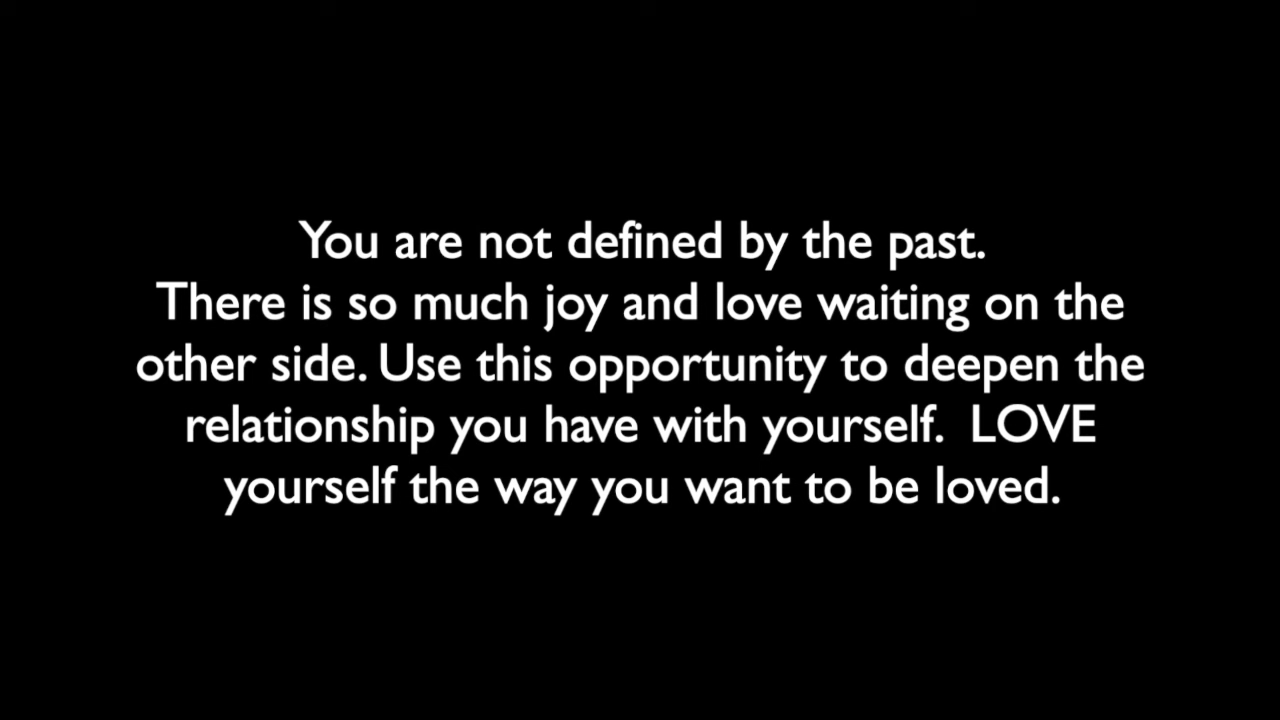 You are not defined by the past.
There is so much joy and love waiting on the
other side. Use this opportunity to deepen the
relationship you have with yourself.  LOVE
yourself the way you want to be loved.